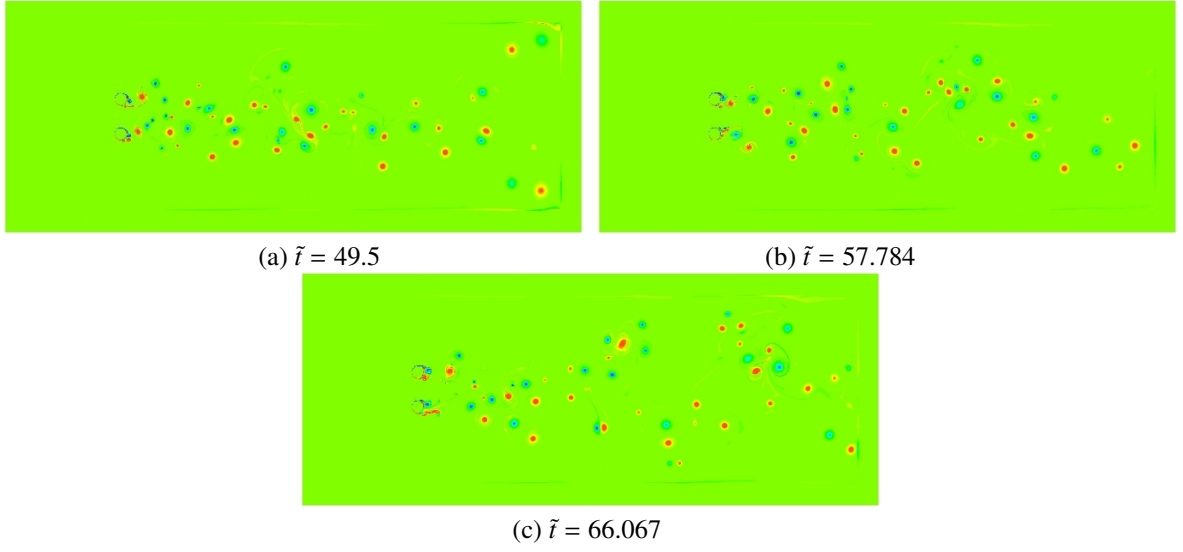 (a) t̃ = 49.5
(b) t̃ = 57.784
(c) t̃ = 66.067